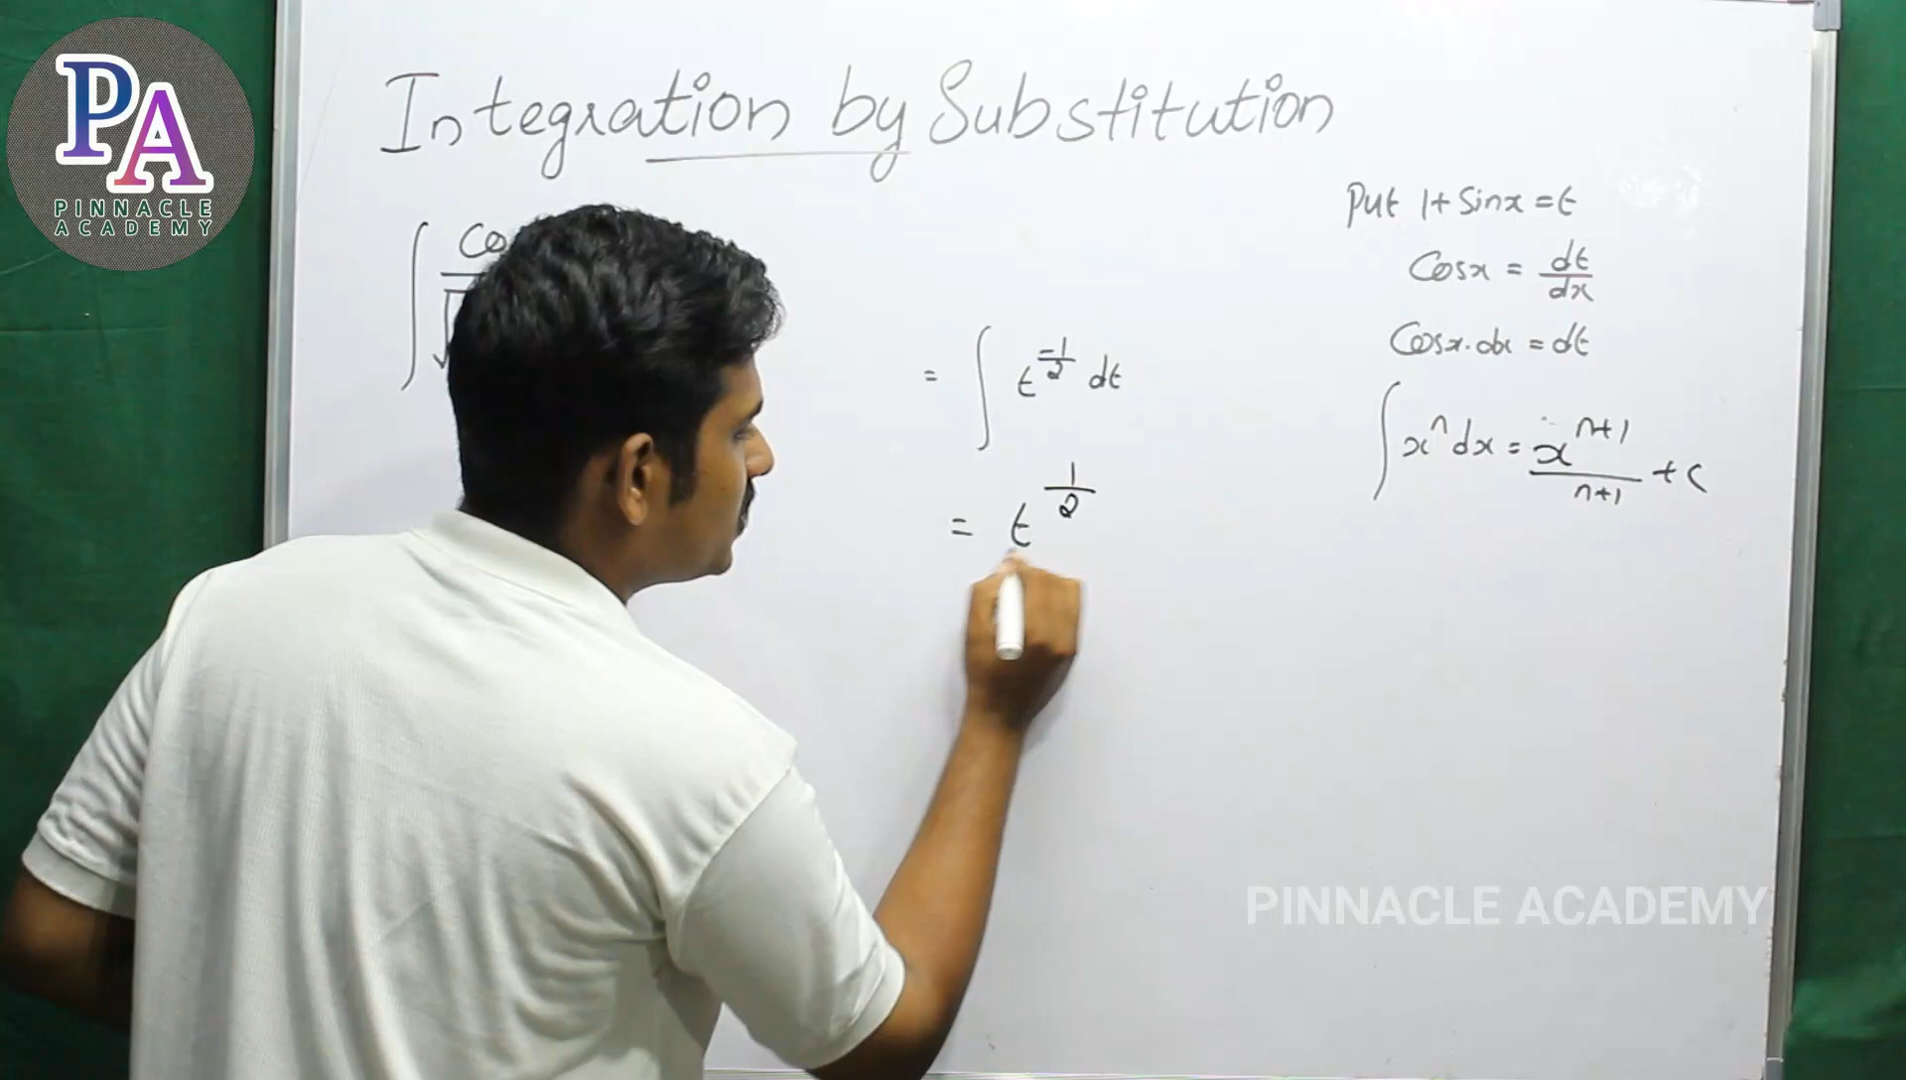 PA
PINNACLE
ACADEMY
Integration by Substitution
∫ Co
√
= ∫ t^(-1/2) dt
= t^(1/2)
Put 1+ Sinx = t
Cosx = dt/dx
Cosx.dx = dt
∫ x^n dx = x^(n+1)/(n+1) + c
PINNACLE ACADEMY